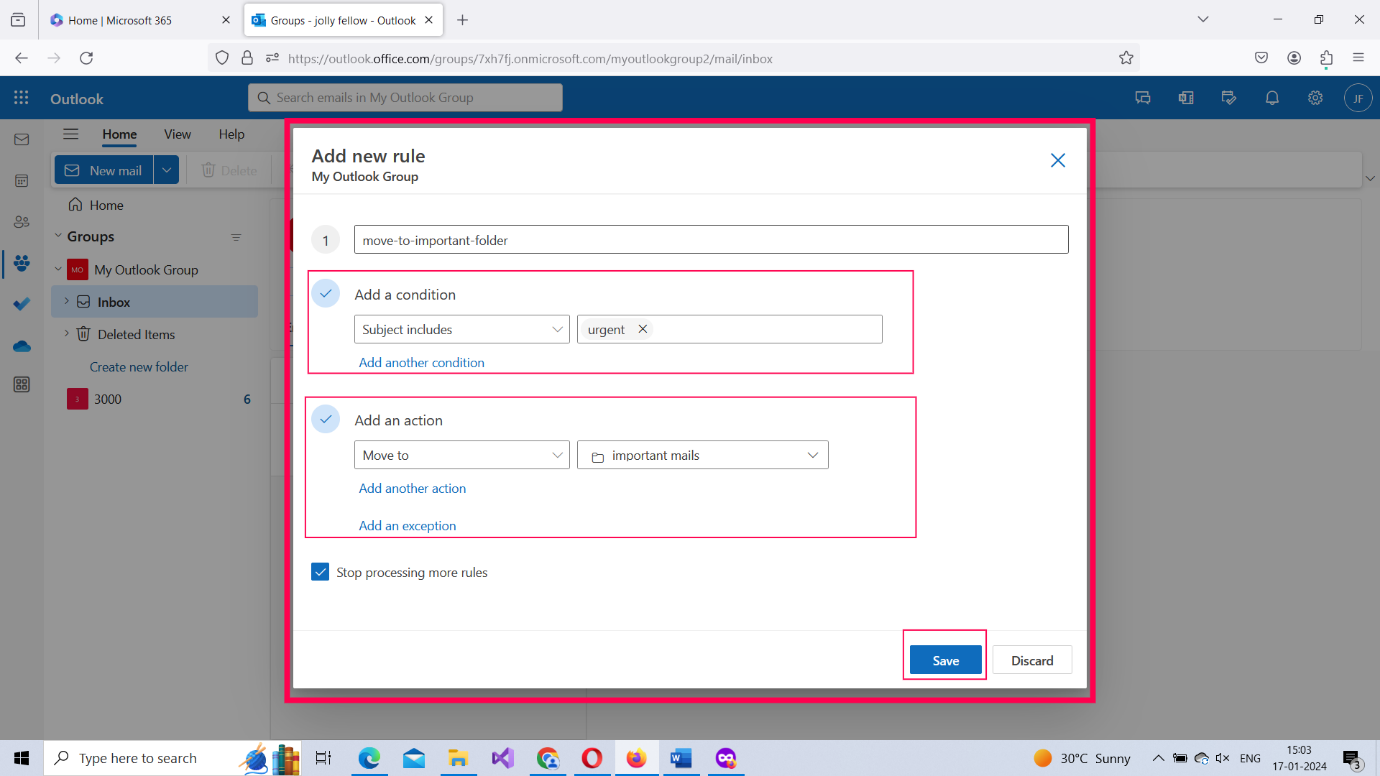 Home | Microsoft 365
Groups - jolly fellow - Outlook
https://outlook.office.com/groups/7xh7fj.onmicrosoft.com/myoutlookgroup2/mail/inbox
Outlook
Search emails in My Outlook Group
JF
Home View Help
New mail
Delete
Home
Groups
MO My Outlook Group
Inbox
Deleted Items
Create new folder
3 3000 6
Add new rule
My Outlook Group
1 move-to-important-folder
Add a condition
Subject includes urgent
Add another condition
Add an action
Move to important mails
Add another action
Add an exception
Stop processing more rules
Save Discard
Type here to search
30°C Sunny
ENG
15:03
17-01-2024
3